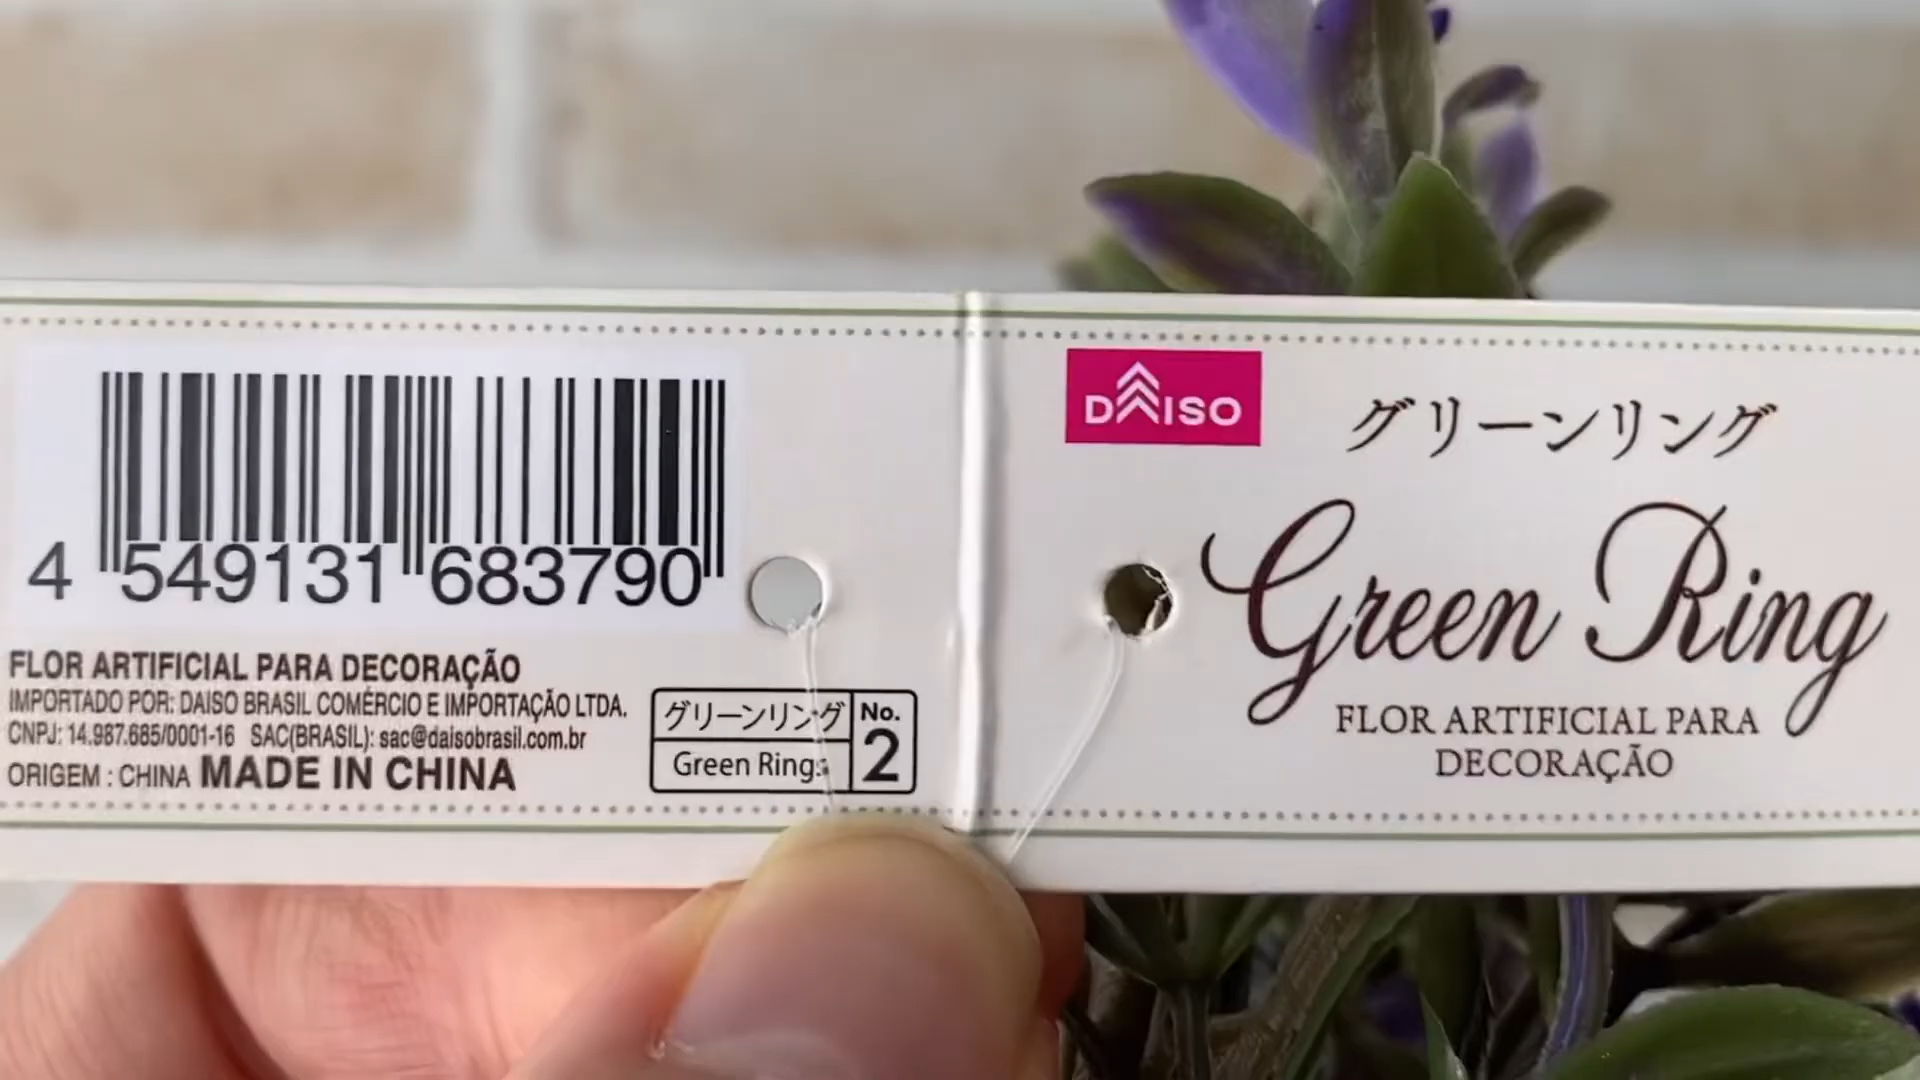 4 549131 683790
FLOR ARTIFICIAL PARA DECORAÇÃO
IMPORTADO POR: DAISO BRASIL COMÉRCIO E IMPORTAÇÃO LTDA.
CNPJ: 14.987.685/0001-16 SAC(BRASIL): sac@daisobrasil.com.br
ORIGEM : CHINA MADE IN CHINA
グリーンリング
Green Rings
No.
2
DAISO
グリーンリング
Green Ring
FLOR ARTIFICIAL PARA
DECORAÇÃO